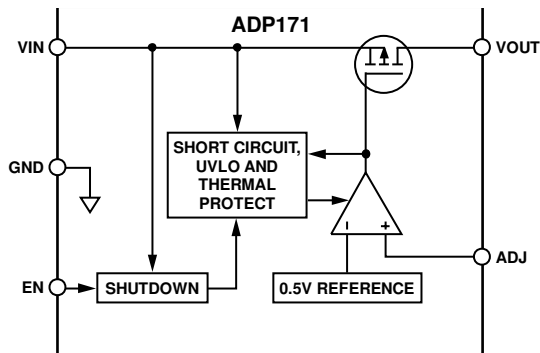 ADP171
VIN
VOUT
GND
SHORT CIRCUIT,
UVLO AND
THERMAL
PROTECT
– +
ADJ
EN
SHUTDOWN
0.5V REFERENCE